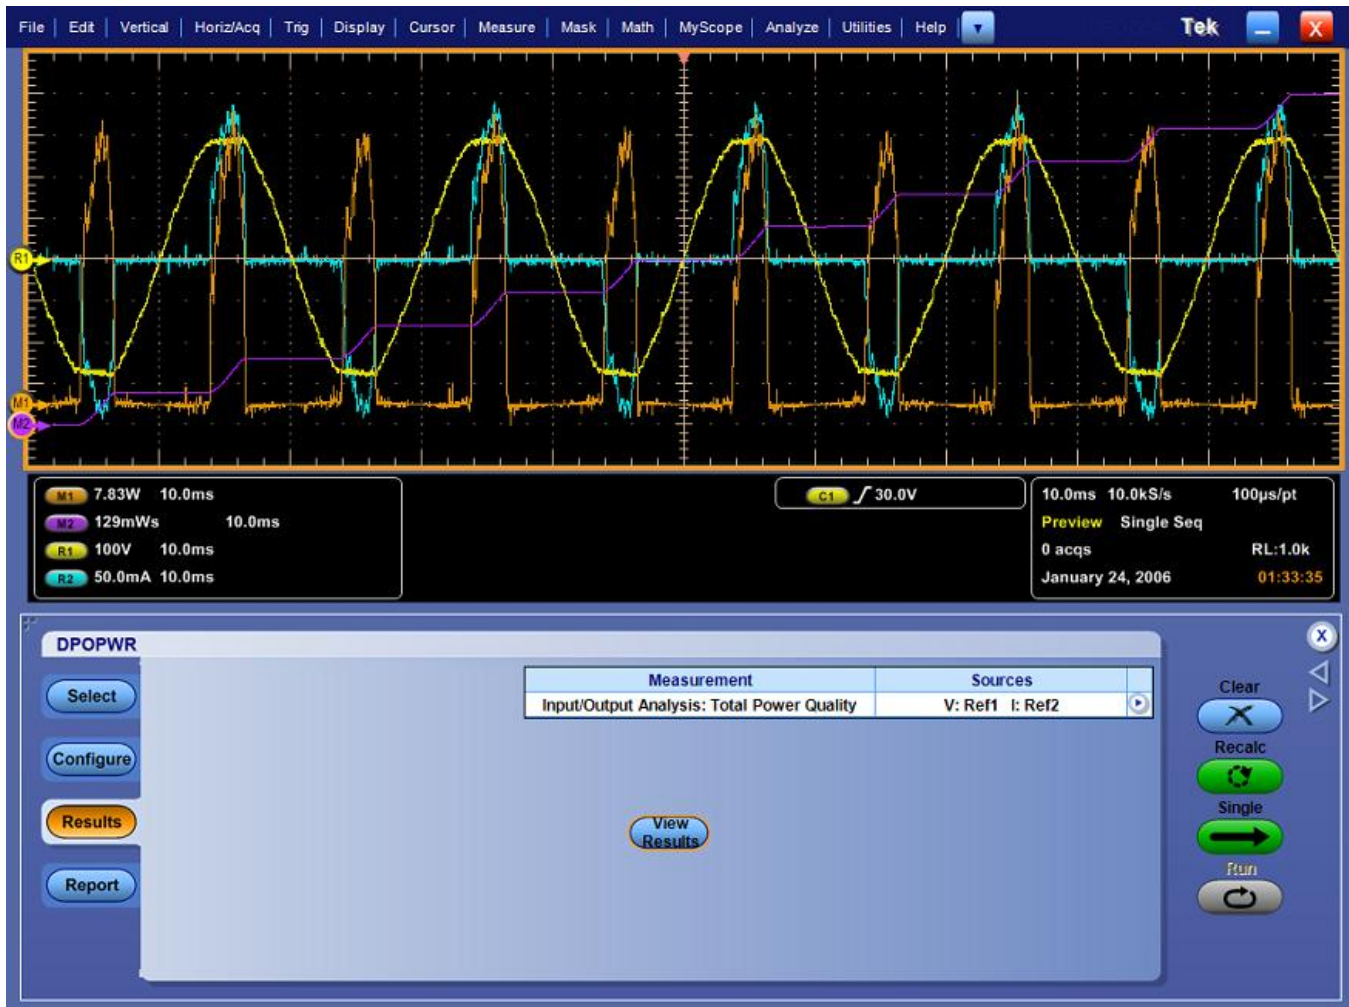 File | Edit | Vertical | Horiz/Acq | Trig | Display | Cursor | Measure | Mask | Math | MyScope | Analyze | Utilities | Help Tek X
R1
M1
M2
M1 7.83W 10.0ms
M2 129mWs 10.0ms
R1 100V 10.0ms
R2 50.0mA 10.0ms
C1 30.0V
10.0ms 10.0kS/s 100µs/pt
Preview Single Seq
0 acqs RL:1.0k
January 24, 2006 01:33:35
DPOPWR
X
Select
Configure
Results
Report
Measurement Sources
Input/Output Analysis: Total Power Quality V: Ref1 I: Ref2
View
Results
Clear
Recalc
Single
Run